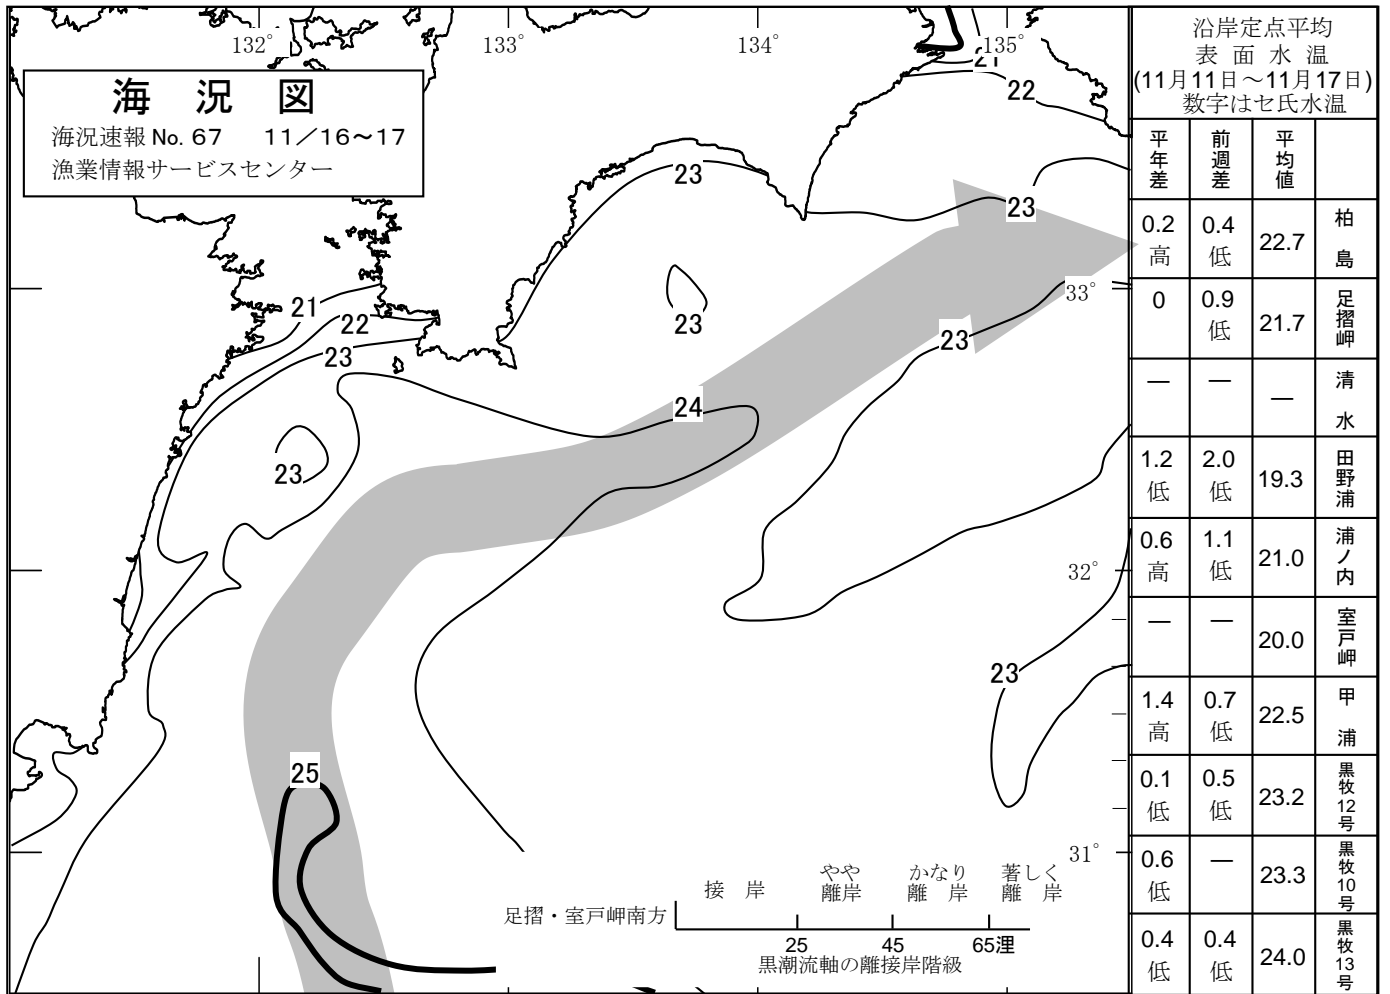 海況図
海況速報 No. 67 11／16～17
漁業情報サービスセンター
132°
133°
134°
135°
21
22
23
23
33°
21
22
23
23
23
24
23
32°
23
25
31°
接岸
やや離岸
かなり離岸
著しく離岸
足摺・室戸岬南方
25 45 65浬
黒潮流軸の離接岸階級
沿岸定点平均
表面水温
(11月11日～11月17日)
数字はセ氏水温
平年差 前週差 平均値
0.2高 0.4低 22.7 柏島
0 0.9低 21.7 足摺岬
― ― ― 清水
1.2低 2.0低 19.3 田野浦
0.6高 1.1低 21.0 浦ノ内
― ― 20.0 室戸岬
1.4高 0.7低 22.5 甲浦
0.1低 0.5低 23.2 黒牧12号
0.6低 ― 23.3 黒牧10号
0.4低 0.4低 24.0 黒牧13号